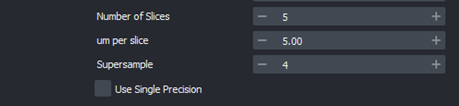 Number of Slices − 5 +
um per slice − 5.00 +
Supersample − 4 +
Use Single Precision